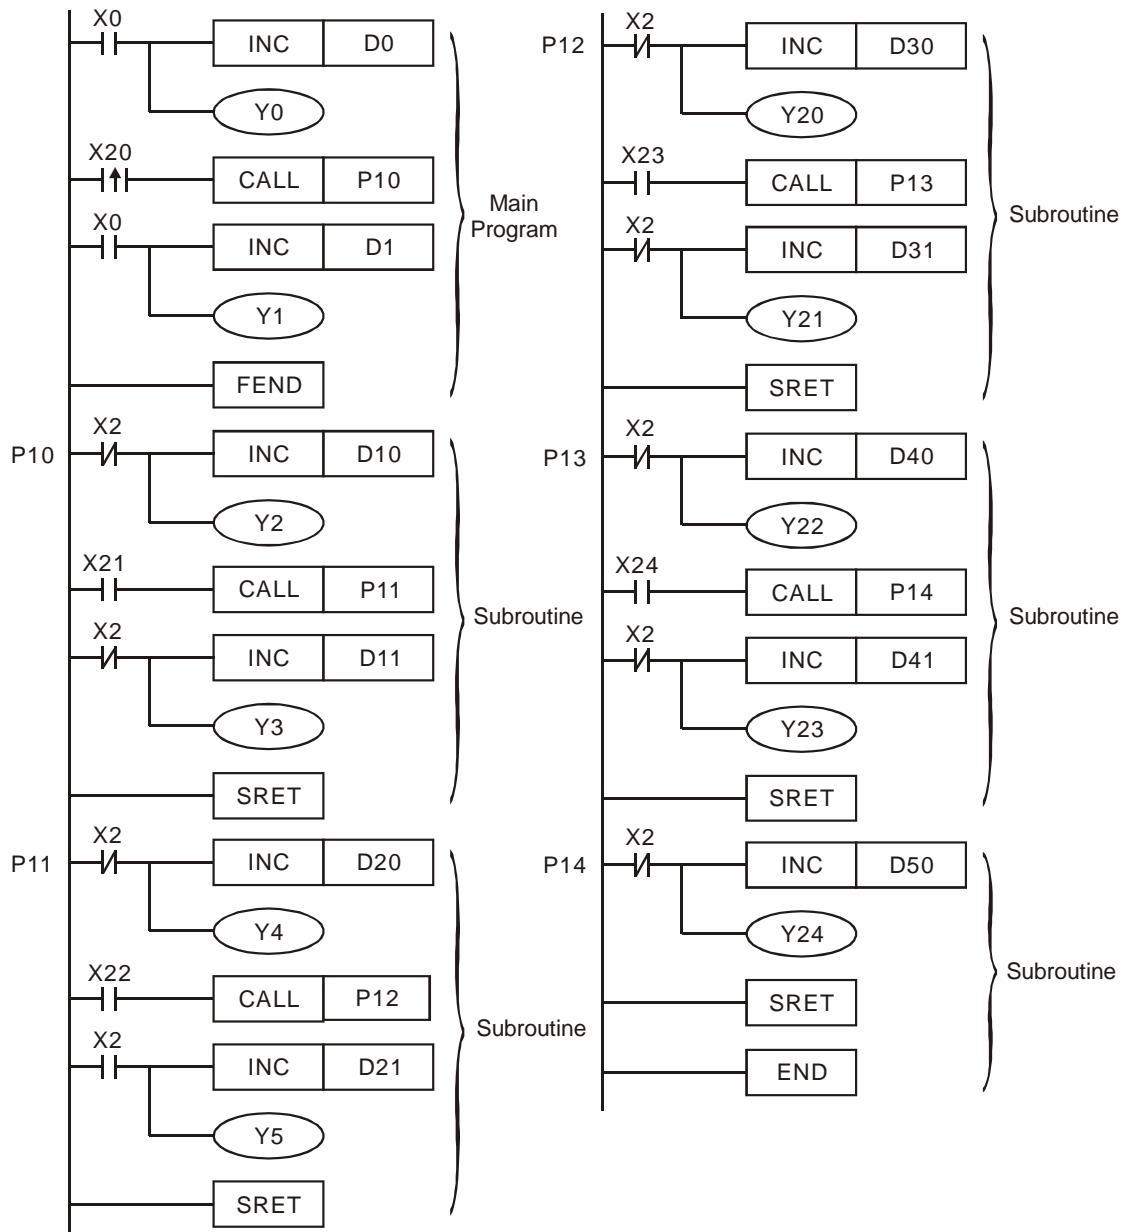 X0
INC D0
Y0
X20
CALL P10
X0
INC D1
Y1
FEND
Main
Program
X2
P10 INC D10
Y2
X21
CALL P11
X2
INC D11
Y3
SRET
Subroutine
X2
P11 INC D20
Y4
X22
CALL P12
X2
INC D21
Y5
SRET
Subroutine
X2
P12 INC D30
Y20
X23
CALL P13
X2
INC D31
Y21
SRET
Subroutine
X2
P13 INC D40
Y22
X24
CALL P14
X2
INC D41
Y23
SRET
Subroutine
X2
P14 INC D50
Y24
SRET
END
Subroutine